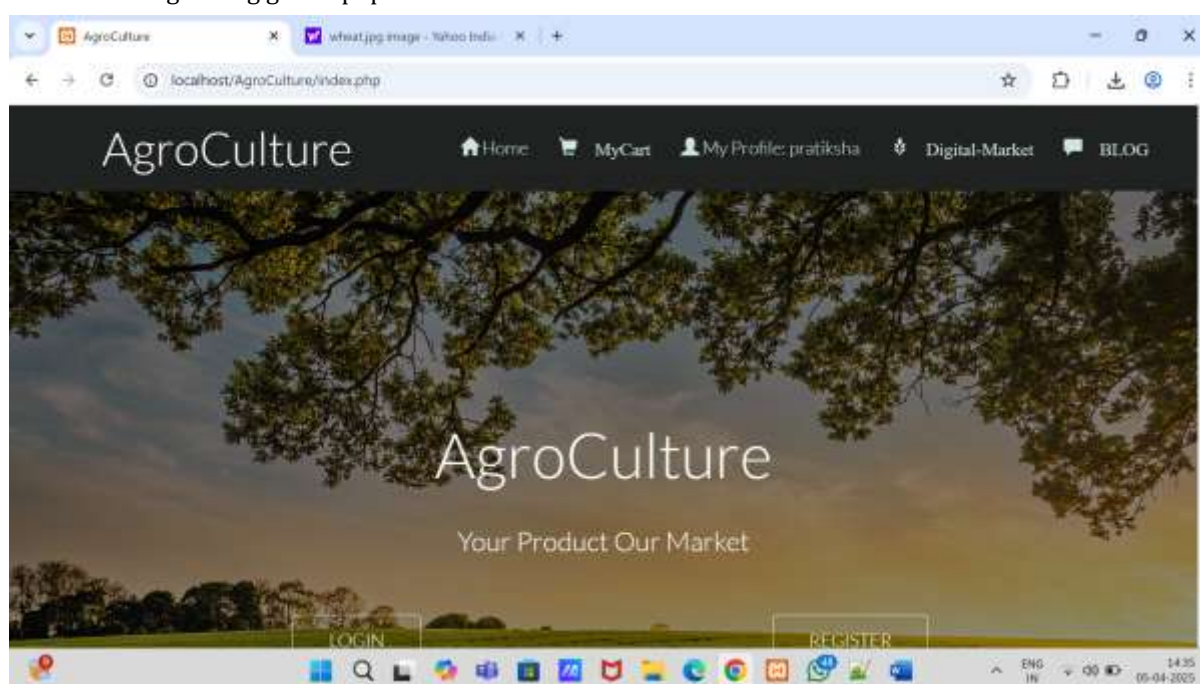 AgroCulture
wheat.jpg image - Yahoo India
localhost/AgroCulture/index.php
AgroCulture
Home MyCart My Profile: pratiksha Digital-Market BLOG
AgroCulture
Your Product Our Market
LOGIN REGISTER
ENG
IN
14:35
05-04-2025